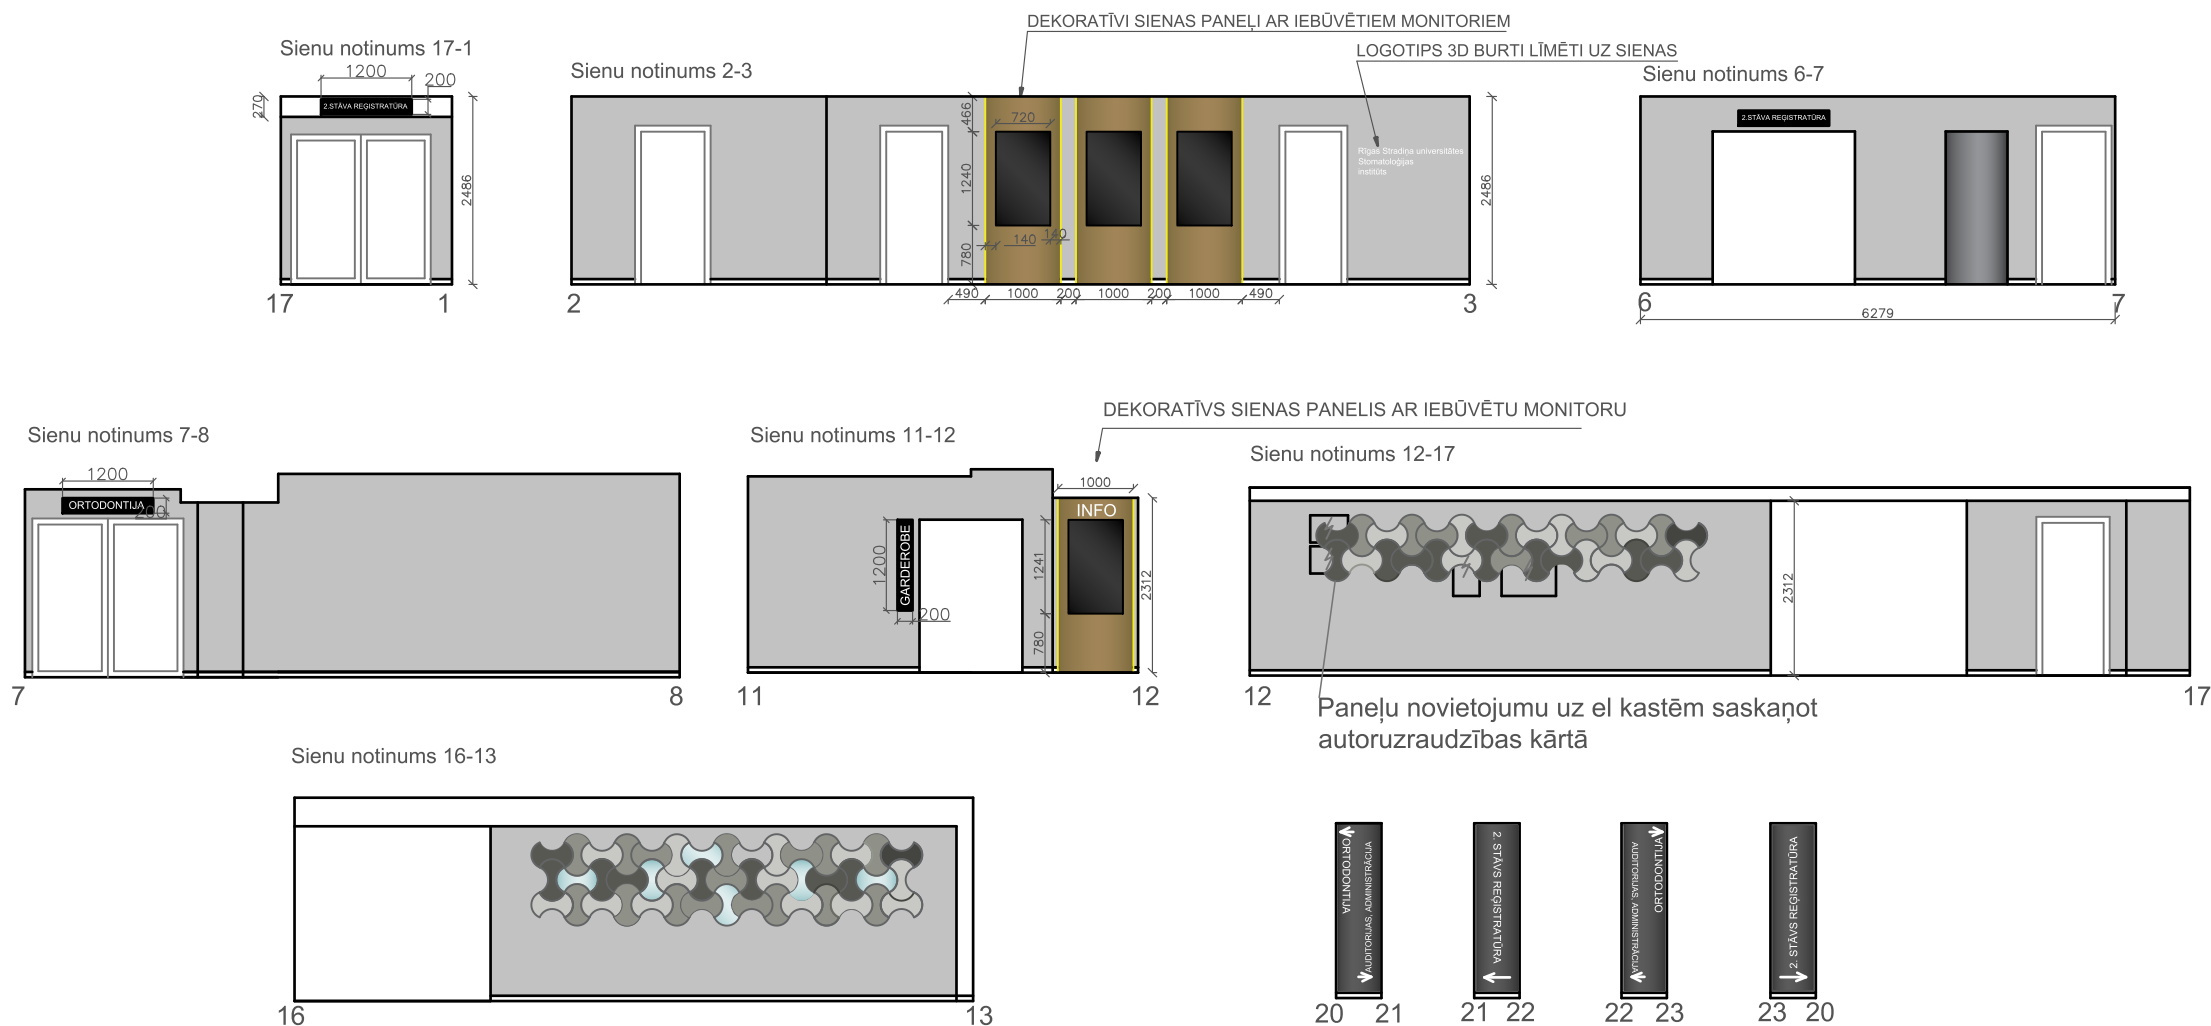 DEKORATĪVI SIENAS PANEĻI AR IEBŪVĒTIEM MONITORIEM
LOGOTIPS 3D BURTI LĪMĒTI UZ SIENAS
Sienu notinums 17-1
1200
200
270
2.STĀVA REĢISTRATŪRA
2486
17
1
Sienu notinums 2-3
466
720
1240
140
140
780
490
1000
200
1000
200
1000
490
Rīgas Stradiņa universitātes
Stomatoloģijas
institūts
2486
2
3
Sienu notinums 6-7
2.STĀVA REĢISTRATŪRA
6
7
6279
Sienu notinums 7-8
1200
ORTODONTIJA
200
7
8
DEKORATĪVS SIENAS PANELIS AR IEBŪVĒTU MONITORU
Sienu notinums 11-12
1000
INFO
1200
GARDEROBE
200
1241
780
2312
11
12
Sienu notinums 12-17
2312
12
17
Paneļu novietojumu uz el kastēm saskaņot
autoruzraudzības kārtā
Sienu notinums 16-13
16
13
ORTODONTIJA
AUDITORIJAS, ADMINISTRĀCIJA
20
21
2. STĀVS REĢISTRATŪRA
21
22
AUDITORIJAS, ADMINISTRĀCIJA
ORTODONTIJA
22
23
2. STĀVS REĢISTRATŪRA
23
20